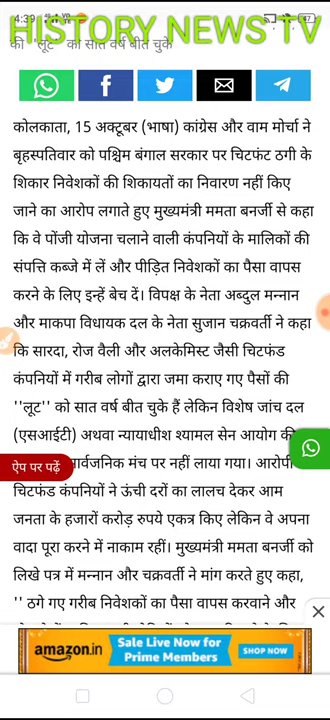 4:39
HISTORY NEWS TV
की ''लूट'' को सात वर्ष बीत चुके
कोलकाता, 15 अक्टूबर (भाषा) कांग्रेस और वाम मोर्चा ने
बृहस्पतिवार को पश्चिम बंगाल सरकार पर चिटफंट ठगी के
शिकार निवेशकों की शिकायतों का निवारण नहीं किए
जाने का आरोप लगाते हुए मुख्यमंत्री ममता बनर्जी से कहा
कि वे पोंजी योजना चलाने वाली कंपनियों के मालिकों की
संपत्ति कब्जे में लें और पीड़ित निवेशकों का पैसा वापस
करने के लिए इन्हें बेच दें। विपक्ष के नेता अब्दुल मन्नान
और माकपा विधायक दल के नेता सुजान चक्रवर्ती ने कहा
कि सारदा, रोज वैली और अलकेमिस्ट जैसी चिटफंड
कंपनियों में गरीब लोगों द्वारा जमा कराए गए पैसों की
''लूट'' को सात वर्ष बीत चुके हैं लेकिन विशेष जांच दल
(एसआईटी) अथवा न्यायाधीश श्यामल सेन आयोग की
ऐप पर पढ़ें
र्वजनिक मंच पर नहीं लाया गया। आरोपी
चिटफंड कंपनियों ने ऊंची दरों का लालच देकर आम
जनता के हजारों करोड़ रुपये एकत्र किए लेकिन वे अपना
वादा पूरा करने में नाकाम रहीं। मुख्यमंत्री ममता बनर्जी को
लिखे पत्र में मन्नान और चक्रवर्ती ने मांग करते हुए कहा,
'' ठगे गए गरीब निवेशकों का पैसा वापस करवाने और
amazon.in
Sale Live Now for
Prime Members
SHOP NOW